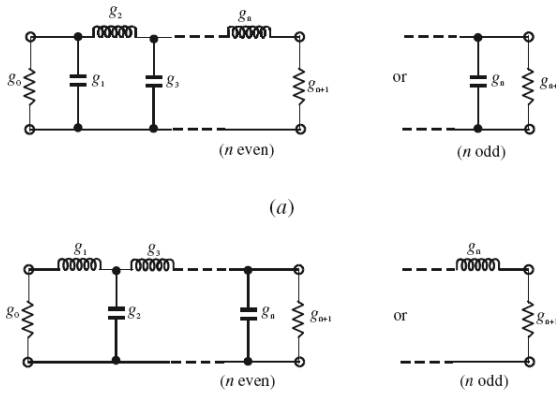 g₂ gₙ
g₀ g₁ g₃ gₙ₊₁ or gₙ gₙ₊
(n even) (n odd)
(a)
g₁ g₃ gₙ
g₀ g₂ gₙ gₙ₊₁ or gₙ₊₁
(n even) (n odd)